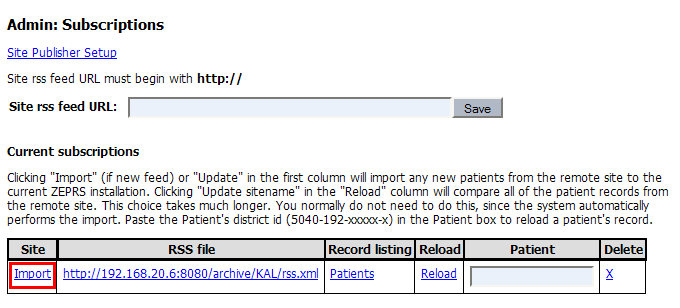 Admin: Subscriptions
Site Publisher Setup
Site rss feed URL must begin with http://
Site rss feed URL: Save
Current subscriptions
Clicking "Import" (if new feed) or "Update" in the first column will import any new patients from the remote site to the
current ZEPRS installation. Clicking "Update sitename" in the "Reload" column will compare all of the patient records from
the remote site. This choice takes much longer. You normally do not need to do this, since the system automatically
performs the import. Paste the Patient's district id (5040-192-xxxxx-x) in the Patient box to reload a patient's record.
Site RSS file Record listing Reload Patient Delete
Import http://192.168.20.6:8080/archive/KAL/rss.xml Patients Reload X